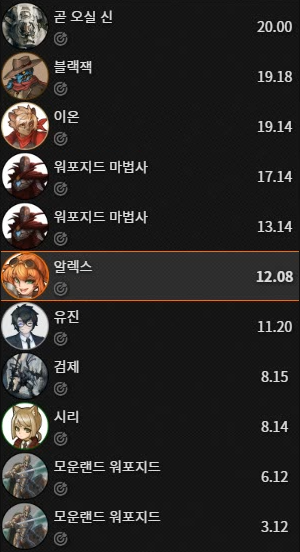 곧 오실 신
20.00
블랙잭
19.18
이온
19.14
워포지드 마법사
17.14
워포지드 마법사
13.14
알렉스
12.08
유진
11.20
검제
8.15
시리
8.14
모운랜드 워포지드
6.12
모운랜드 워포지드
3.12